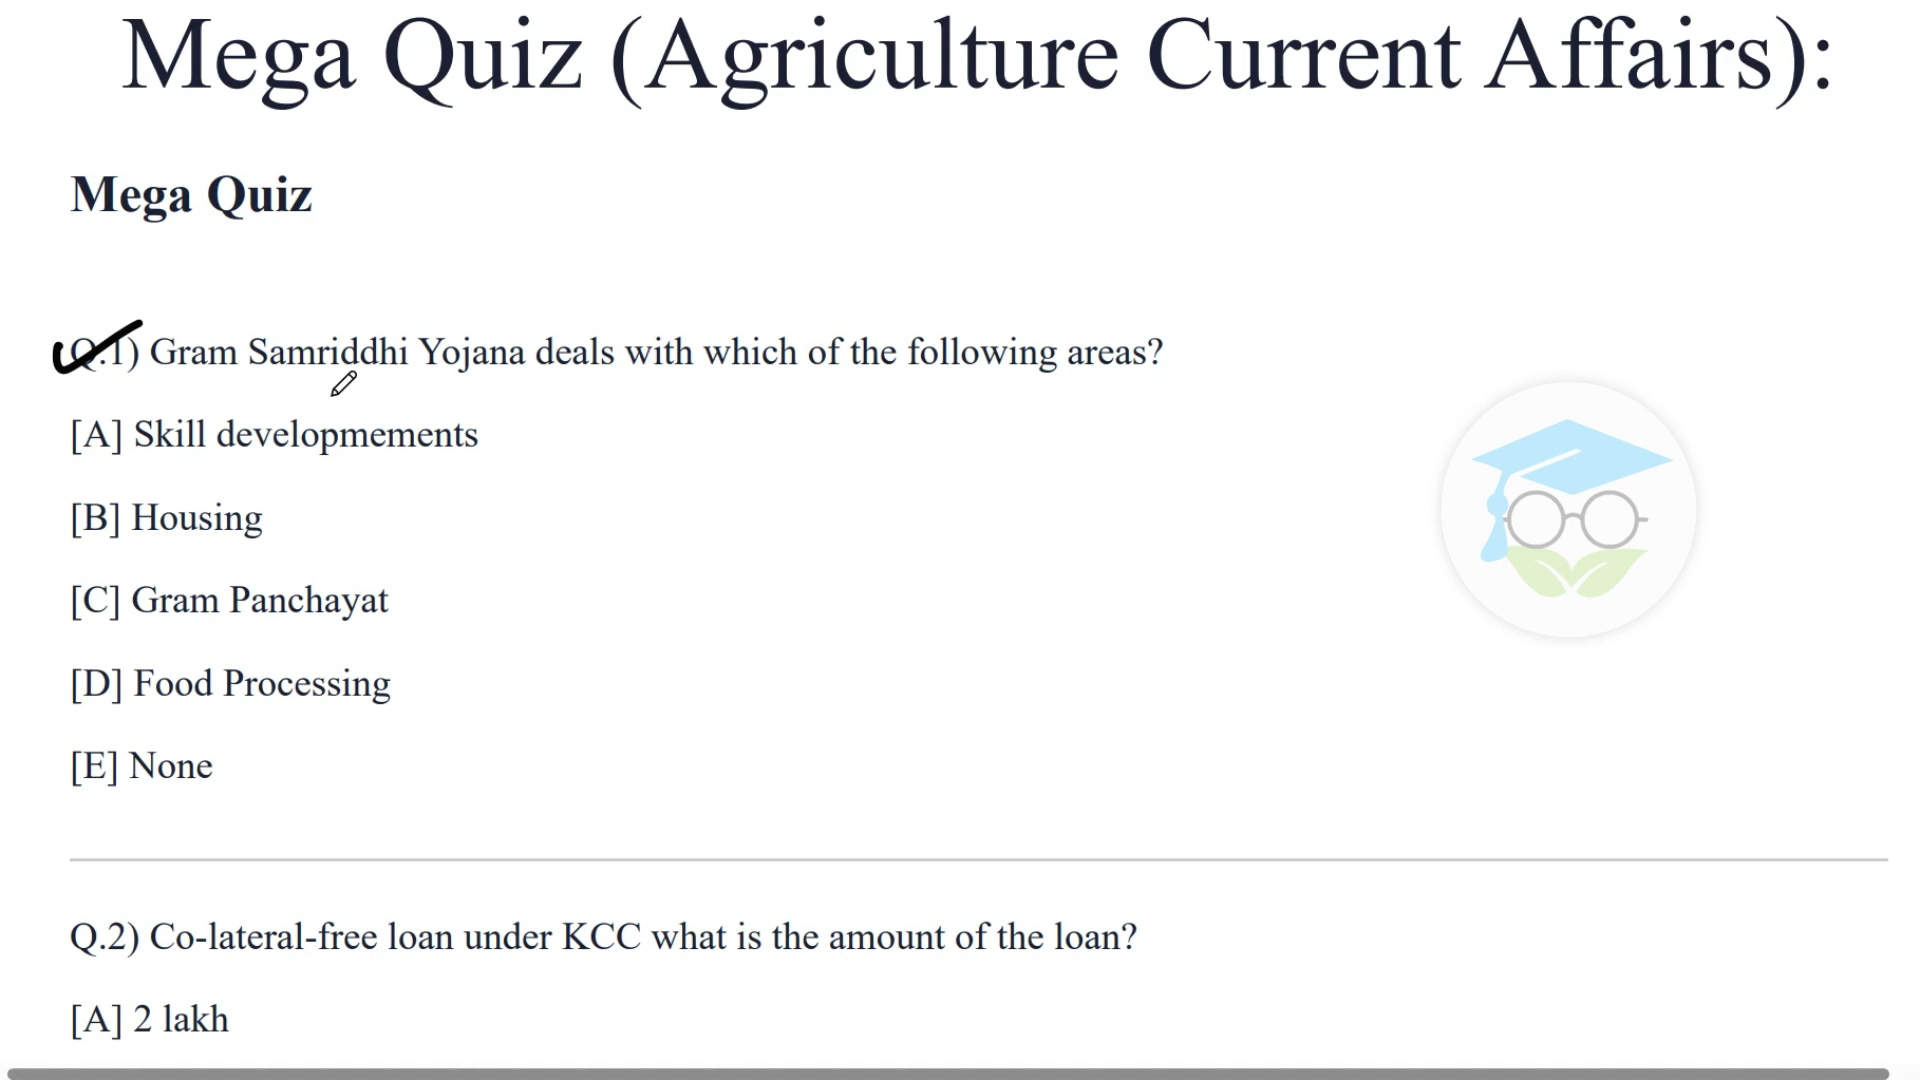 Mega Quiz (Agriculture Current Affairs):
Mega Quiz
Q.1) Gram Samriddhi Yojana deals with which of the following areas?
[A] Skill developmements
[B] Housing
[C] Gram Panchayat
[D] Food Processing
[E] None
Q.2) Co-lateral-free loan under KCC what is the amount of the loan?
[A] 2 lakh